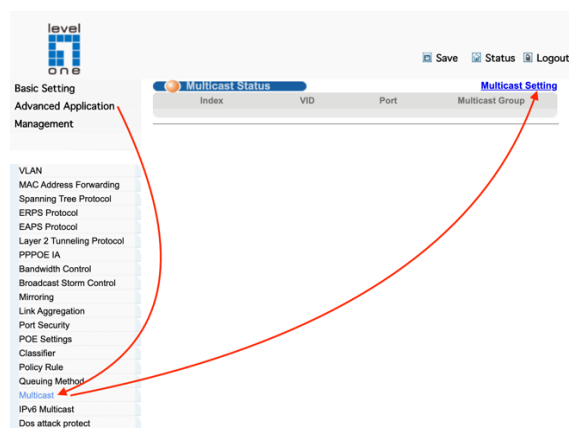 level
one
Save Status Logout
Basic Setting
Advanced Application
Management
Multicast Status
Multicast Setting
Index VID Port Multicast Group
VLAN
MAC Address Forwarding
Spanning Tree Protocol
ERPS Protocol
EAPS Protocol
Layer 2 Tunneling Protocol
PPPOE IA
Bandwidth Control
Broadcast Storm Control
Mirroring
Link Aggregation
Port Security
POE Settings
Classifier
Policy Rule
Queuing Method
Multicast
IPv6 Multicast
Dos attack protect